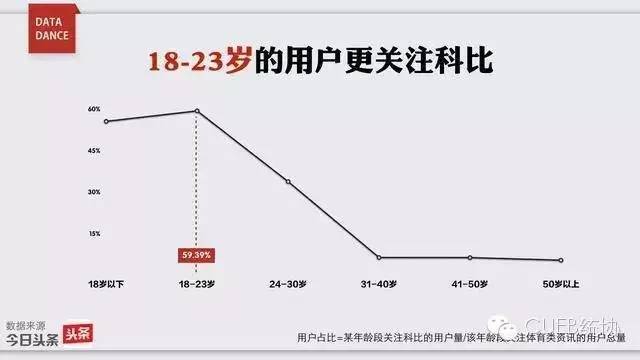 DATA
DANCE
18-23岁的用户更关注科比
60%
45%
30%
15%
59.39%
18岁以下
18-23岁
24-30岁
31-40岁
41-50岁
50岁以上
数据来源
今日头条
头条
用户占比=某年龄段关注科比的用户量/该年龄段关注体育类资讯的用户总量
CUFB统协